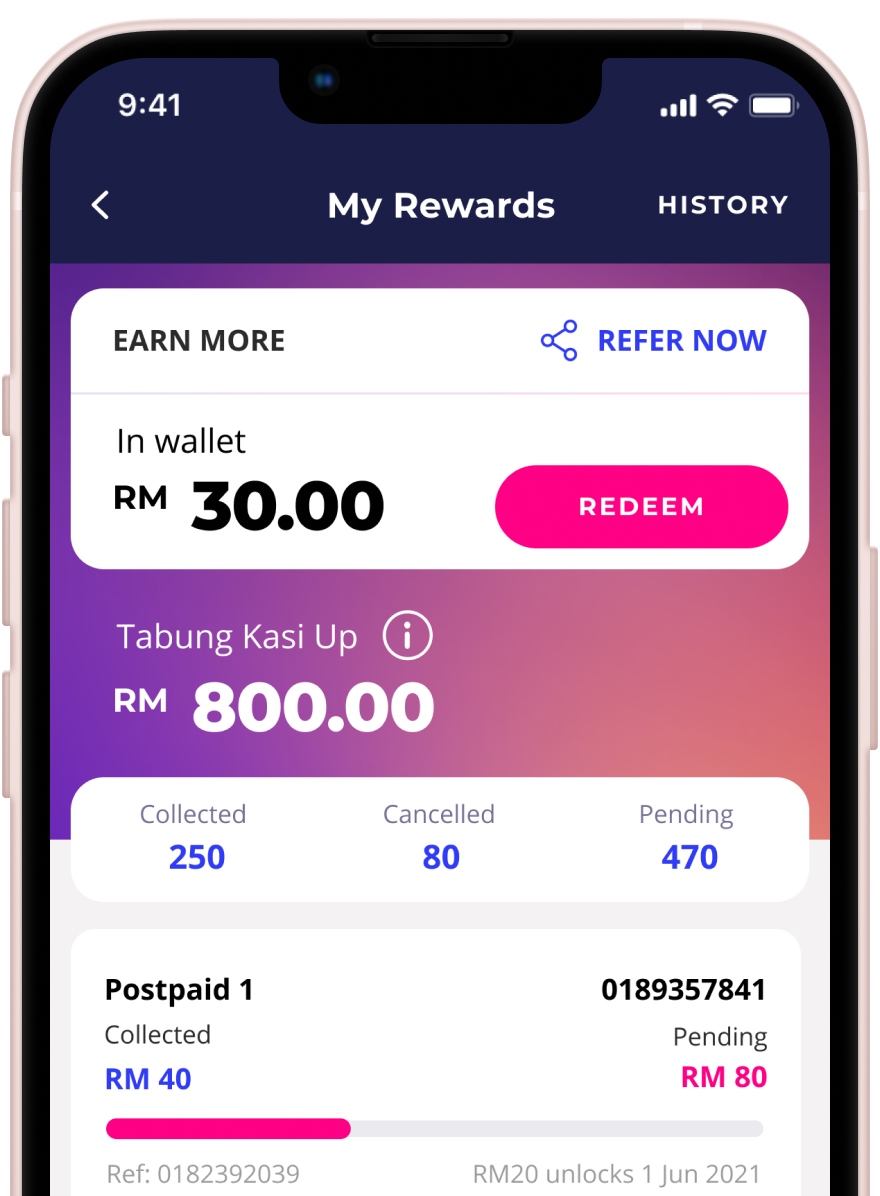 9:41
My Rewards HISTORY
EARN MORE REFER NOW
In wallet
RM 30.00 REDEEM
Tabung Kasi Up
RM 800.00
Collected Cancelled Pending
250 80 470
Postpaid 1 0189357841
Collected Pending
RM 40 RM 80
Ref: 0182392039 RM20 unlocks 1 Jun 2021